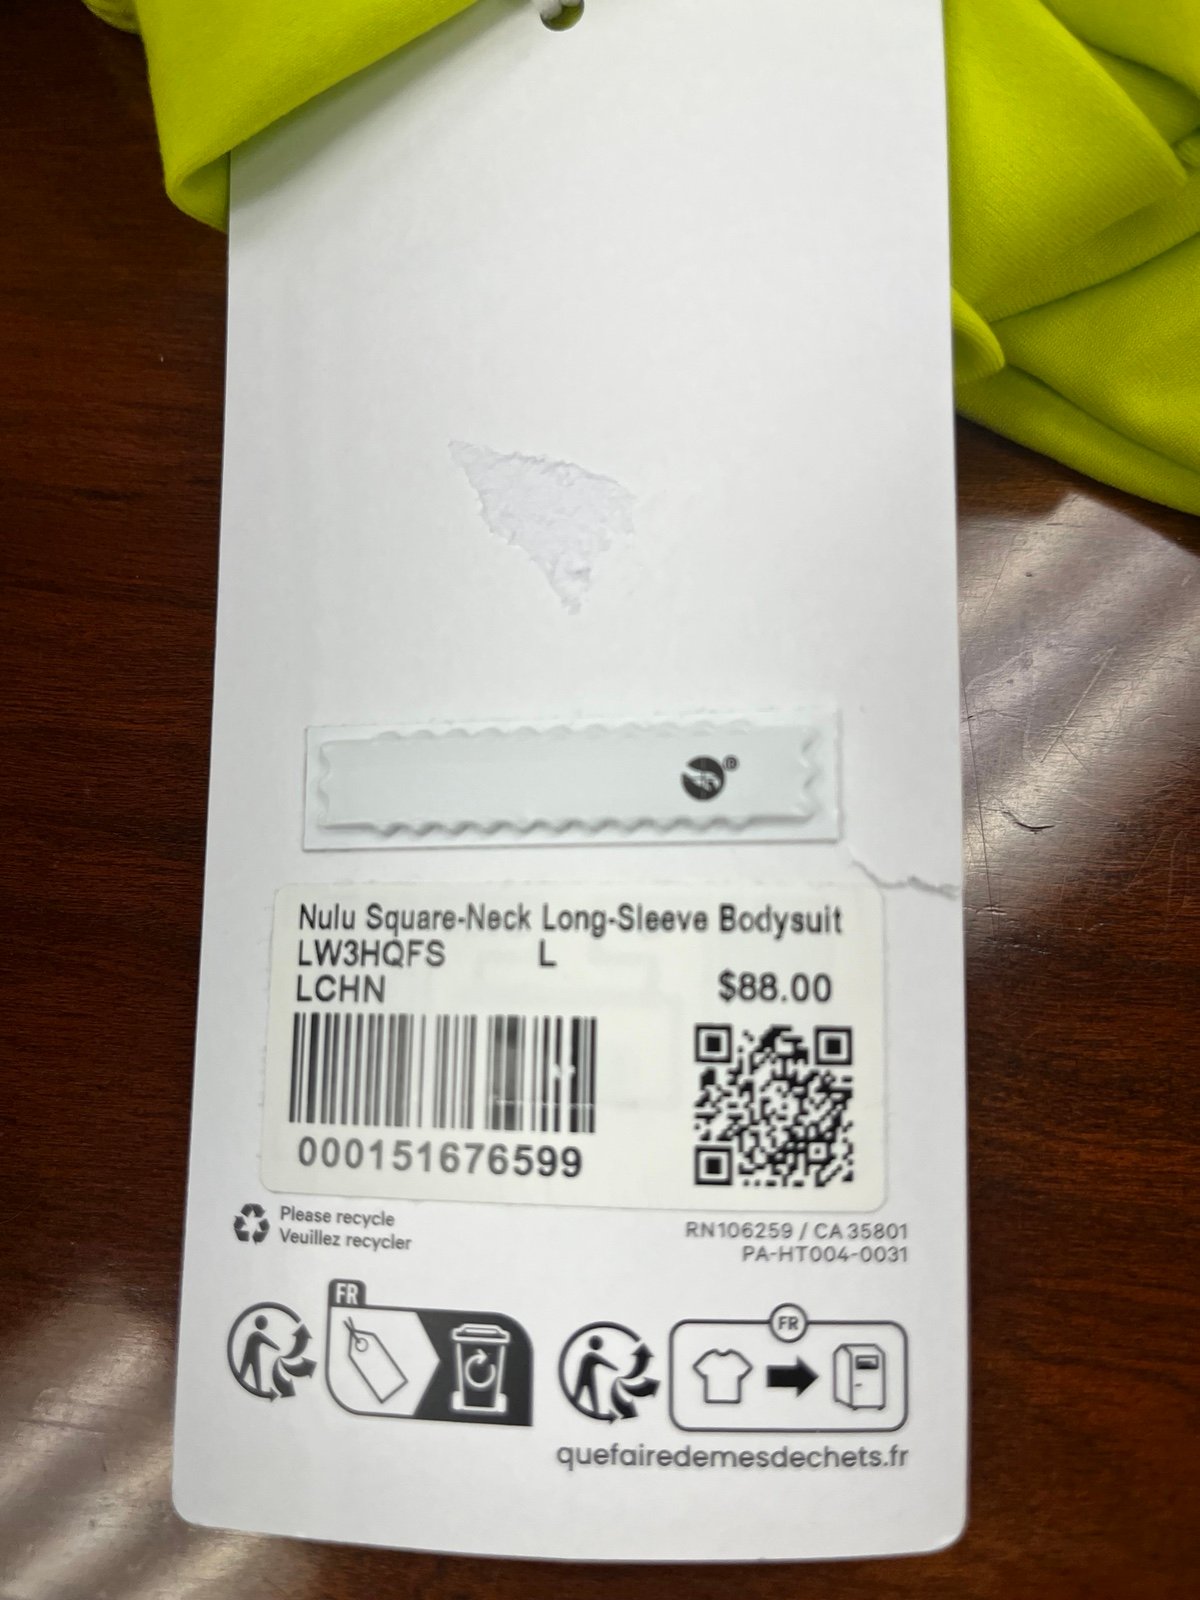 ®
Nulu Square-Neck Long-Sleeve Bodysuit
LW3HQFS L
LCHN $88.00
000151676599
Please recycle
Veuillez recycler
RN106259 / CA 35801
PA-HT004-0031
FR
FR
quefairedemesdechets.fr